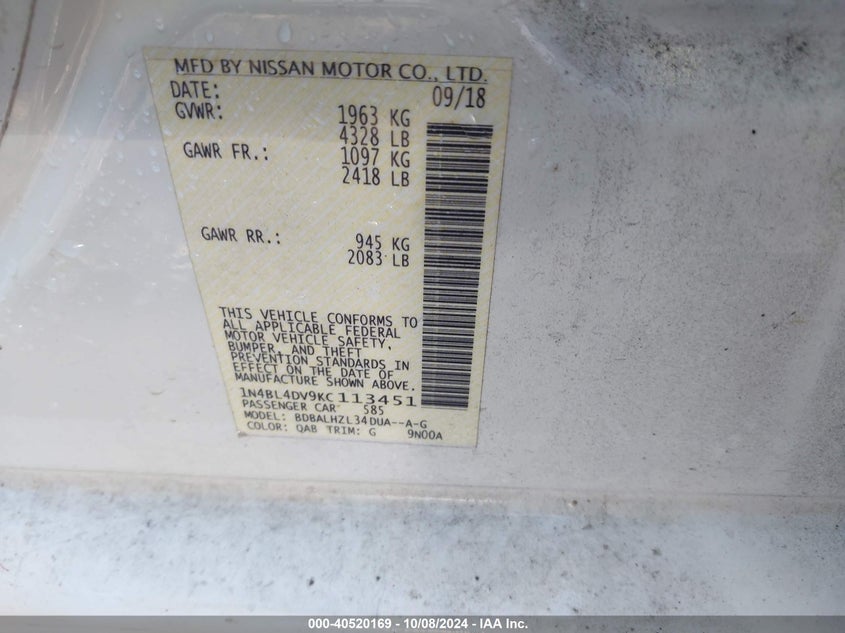 MFD BY NISSAN MOTOR CO., LTD.
DATE: 09/18
GVWR: 1963 KG
4328 LB
GAWR FR.: 1097 KG
2418 LB
GAWR RR.: 945 KG
2083 LB
THIS VEHICLE CONFORMS TO
ALL APPLICABLE FEDERAL
MOTOR VEHICLE SAFETY,
BUMPER, AND THEFT
PREVENTION STANDARDS IN
EFFECT ON THE DATE OF
MANUFACTURE SHOWN ABOVE.
1N4BL4DV9KC113451
PASSENGER CAR 585
MODEL: BDBALHZL34DUA--A-G
COLOR: QAB TRIM: G 9N00A
000-40520169 - 10/08/2024 - IAA Inc.